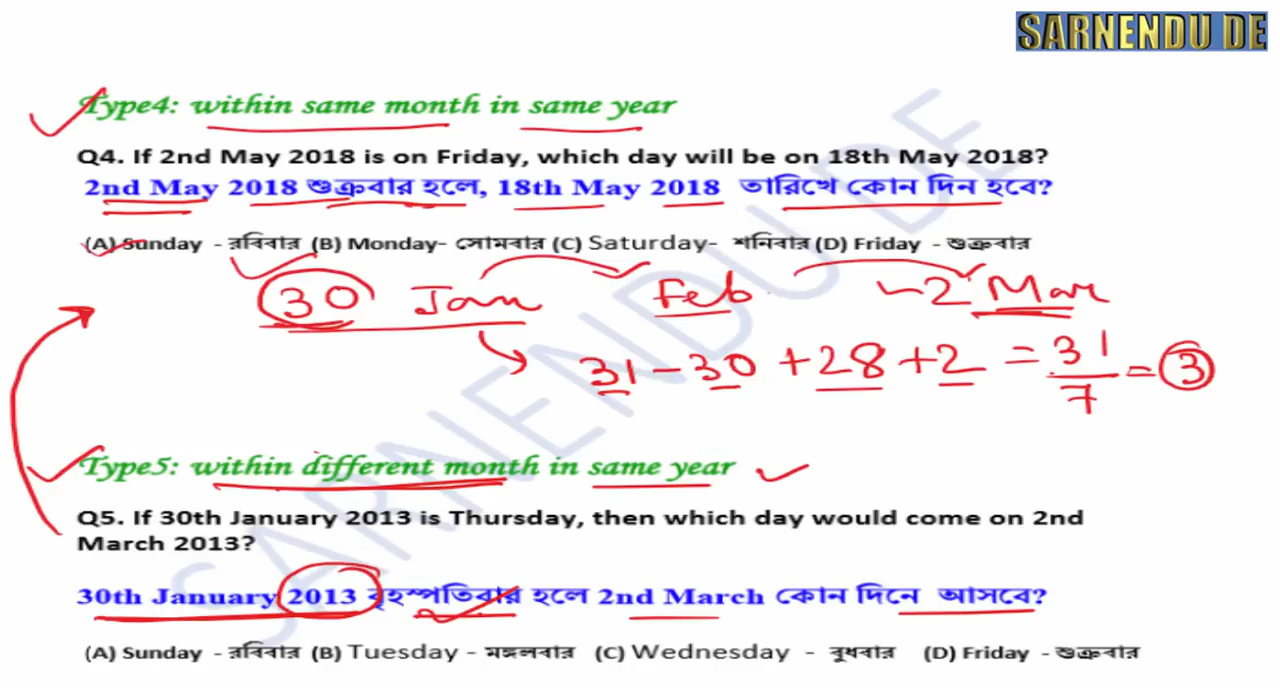 SARNENDU DE
Type4: within same month in same year
Q4. If 2nd May 2018 is on Friday, which day will be on 18th May 2018?
2nd May 2018 শুক্রবার হলে, 18th May 2018 তারিখে কোন দিন হবে?
(A) Sunday - রবিবার (B) Monday- সোমবার (C) Saturday- শনিবার (D) Friday - শুক্রবার
30 Jan Feb 2 Mar
31 - 30 + 28 + 2 = 31/7 = 3
Type5: within different month in same year
Q5. If 30th January 2013 is Thursday, then which day would come on 2nd
March 2013?
30th January 2013 বৃহস্পতিবার হলে 2nd March কোন দিনে আসবে?
(A) Sunday - রবিবার (B) Tuesday - মঙ্গলবার (C) Wednesday - বুধবার (D) Friday - শুক্রবার
SARNENDU DE